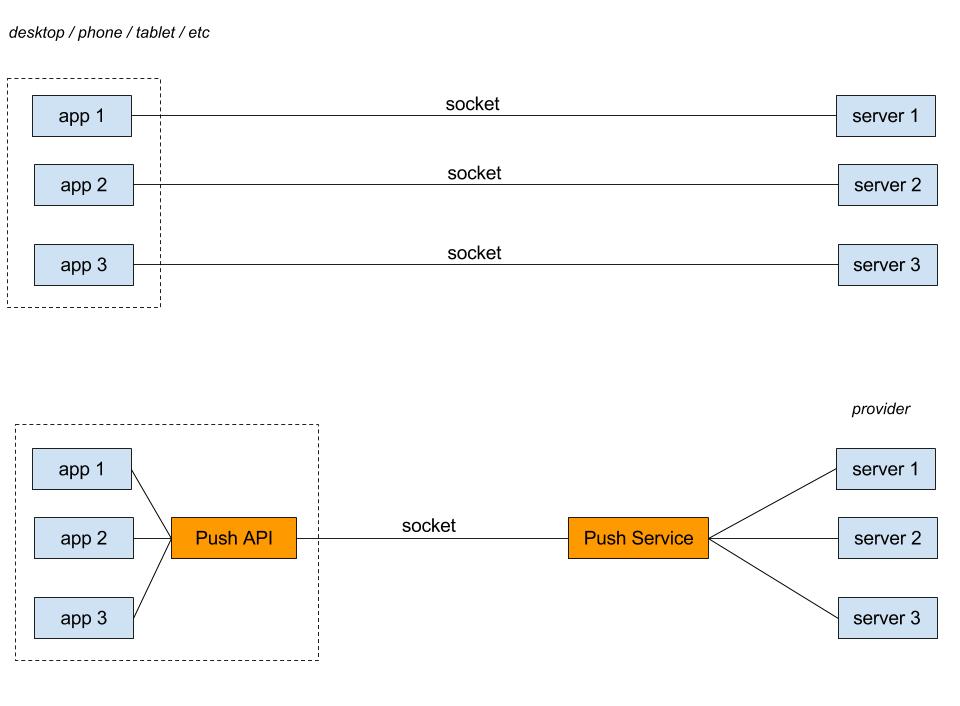 desktop / phone / tablet / etc
app 1
socket
server 1
app 2
socket
server 2
app 3
socket
server 3
provider
app 1
server 1
app 2
Push API
socket
Push Service
server 2
app 3
server 3